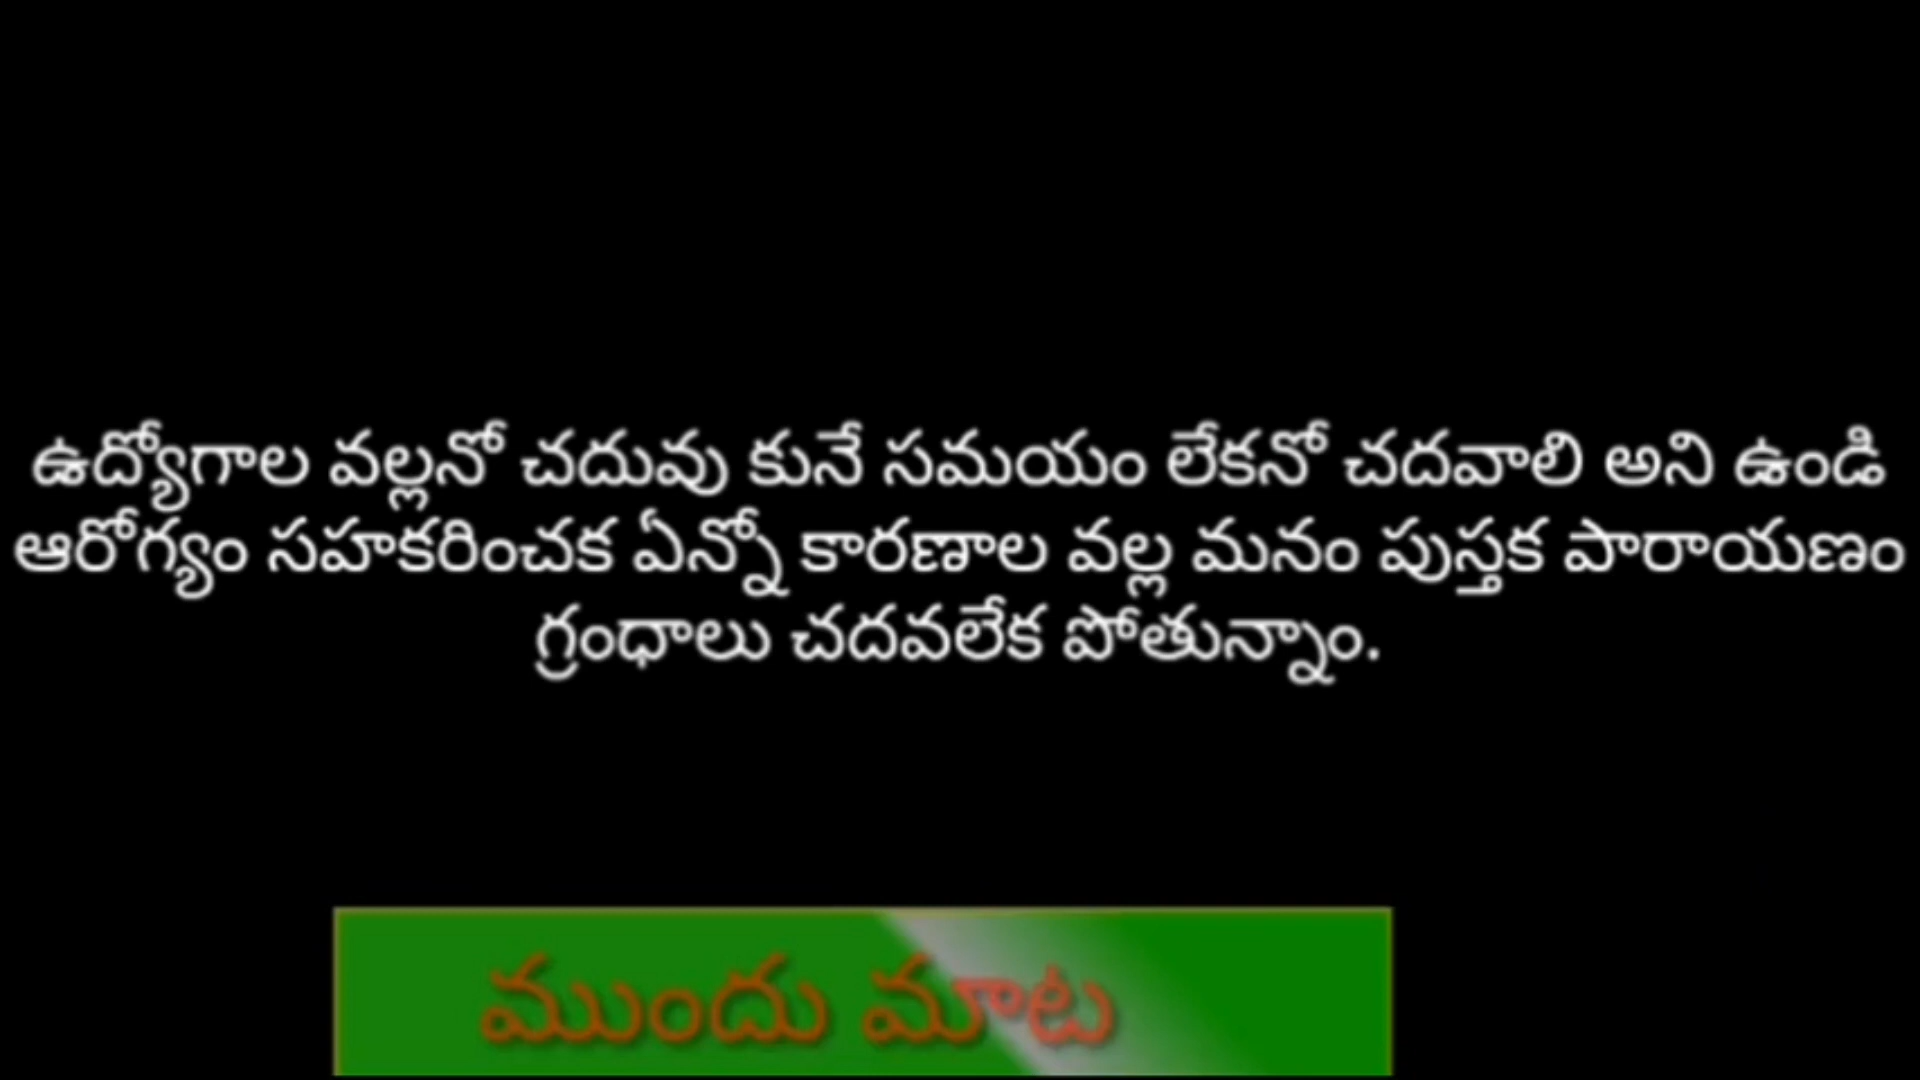 ఉద్యోగాల వల్లనో చదువు కునే సమయం లేకనో చదవాలి అని ఉండి
ఆరోగ్యం సహకరించక ఏన్నో కారణాల వల్ల మనం పుస్తక పారాయణం
గ్రంధాలు చదవలేక పోతున్నాం.
ముందు మాట